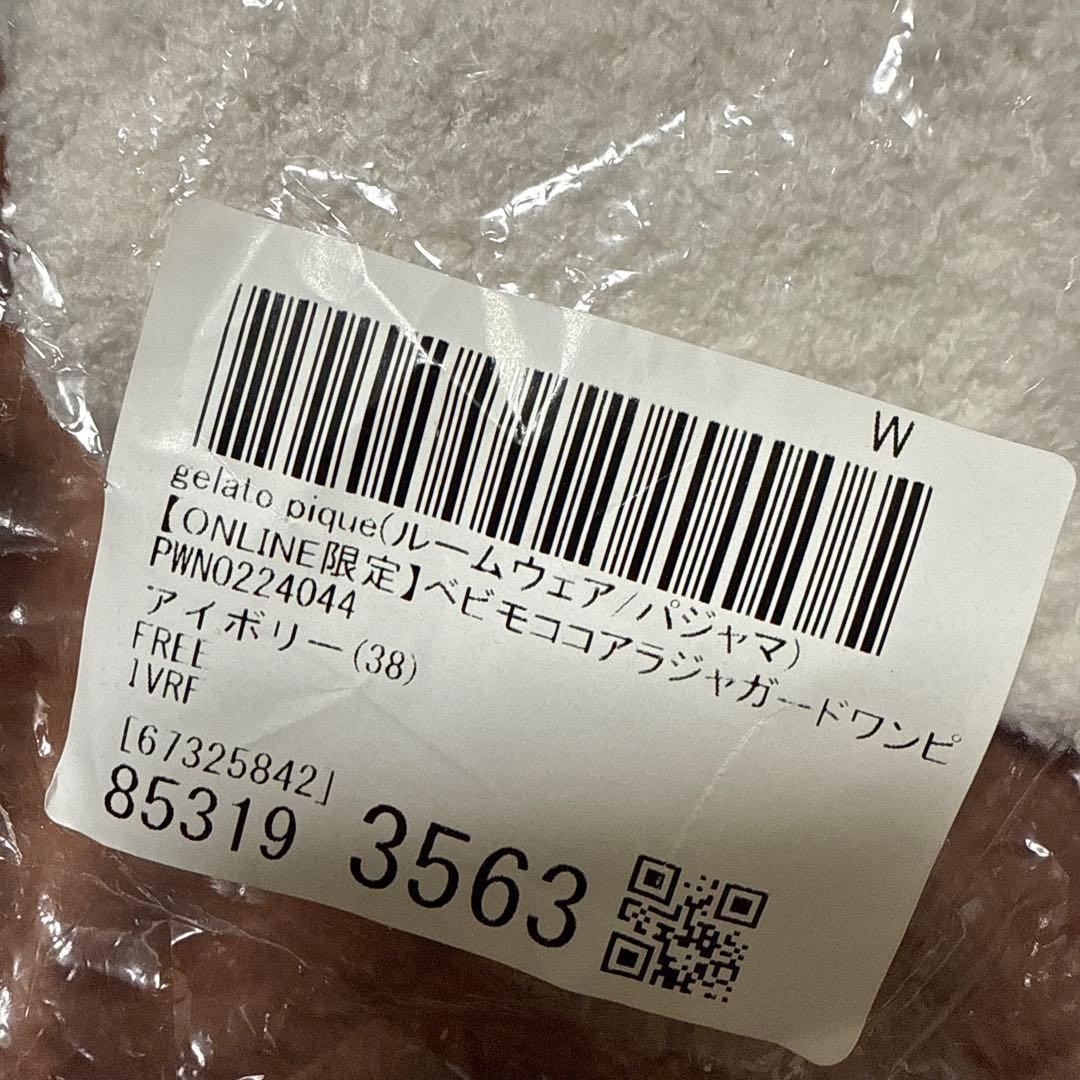 W
gelato pique(ルームウェア/パジャマ)
【ONLINE限定】ベビモココアラジャガードワンピ
PWNO224044
アイボリー(38)
FREE
1VRF
[67325842]
85319 3563